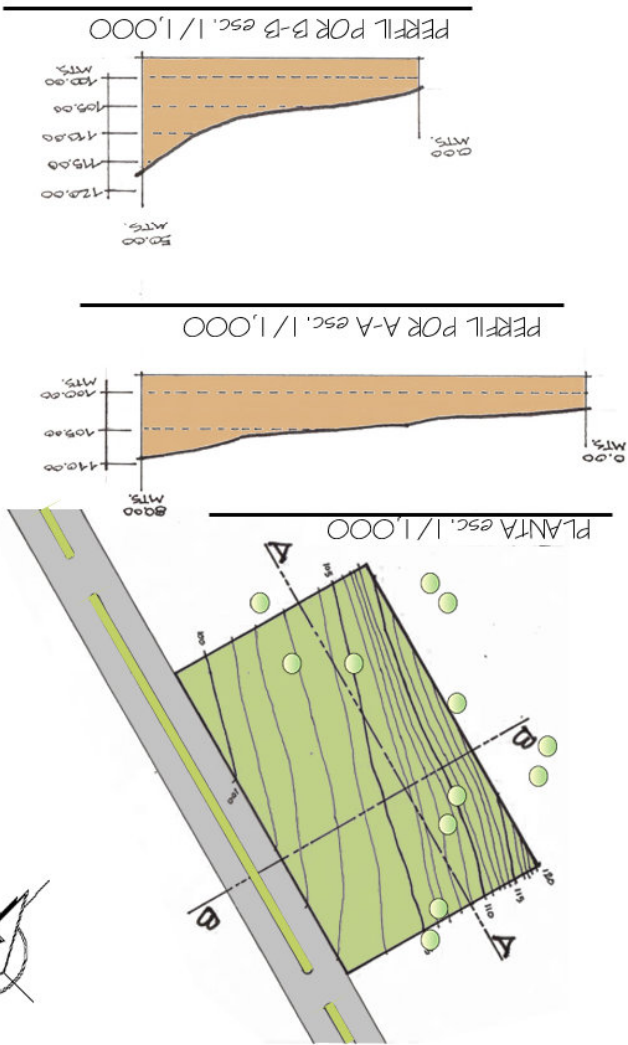 A
B
120
115
110
B
100
105
A
PLANTA esc. 1/1,000
80.00
MTS.
0.00
MTS.
110.00
105.00
100.00
MTS.
PERFIL POR A-A esc. 1/1,000
50.00
MTS.
0.00
MTS.
120.00
115.00
110.00
105.00
100.00
MTS.
PERFIL POR B-B esc. 1/1,000